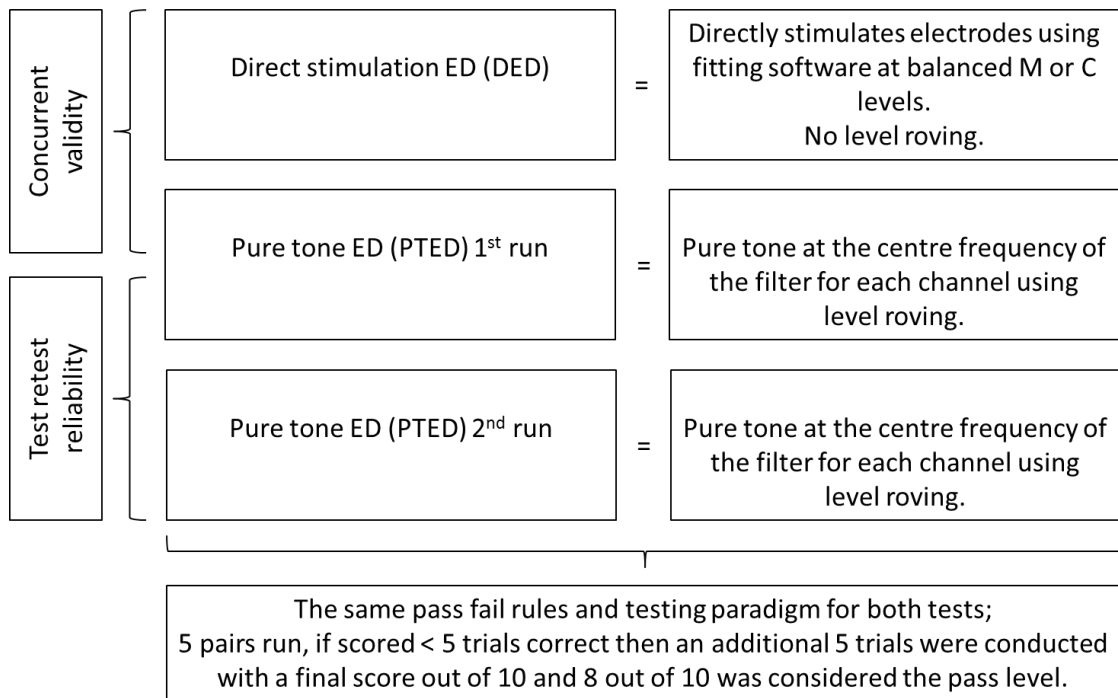 Concurrent
validity
Direct stimulation ED (DED)
=
Directly stimulates electrodes using
fitting software at balanced M or C
levels.
No level roving.
Pure tone ED (PTED) 1st run
=
Pure tone at the centre frequency of
the filter for each channel using
level roving.
Test retest
reliability
Pure tone ED (PTED) 2nd run
=
Pure tone at the centre frequency of
the filter for each channel using
level roving.
The same pass fail rules and testing paradigm for both tests;
5 pairs run, if scored < 5 trials correct then an additional 5 trials were conducted
with a final score out of 10 and 8 out of 10 was considered the pass level.